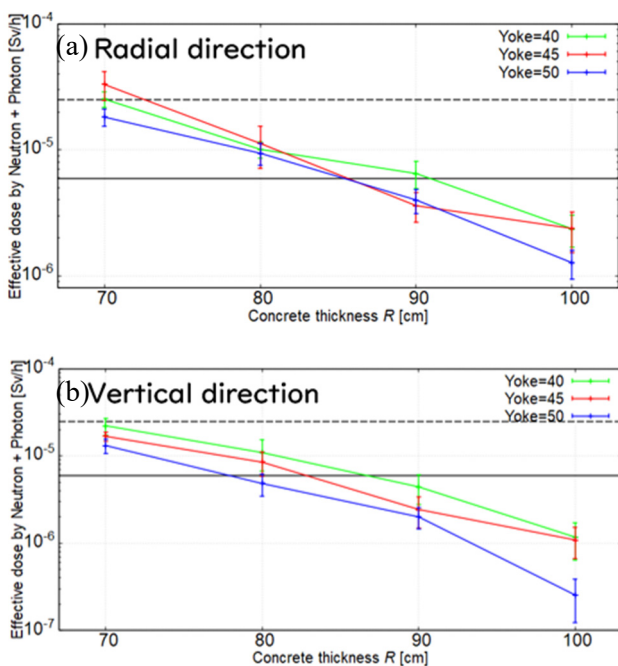 (a) Radial direction
Yoke=40
Yoke=45
Yoke=50
Effective dose by Neutron + Photon [Sv/h]
10-4
10-5
10-6
70 80 90 100
Concrete thickness R [cm]
(b) Vertical direction
Yoke=40
Yoke=45
Yoke=50
Effective dose by Neutron + Photon [Sv/h]
10-4
10-5
10-6
10-7
70 80 90 100
Concrete thickness R [cm]